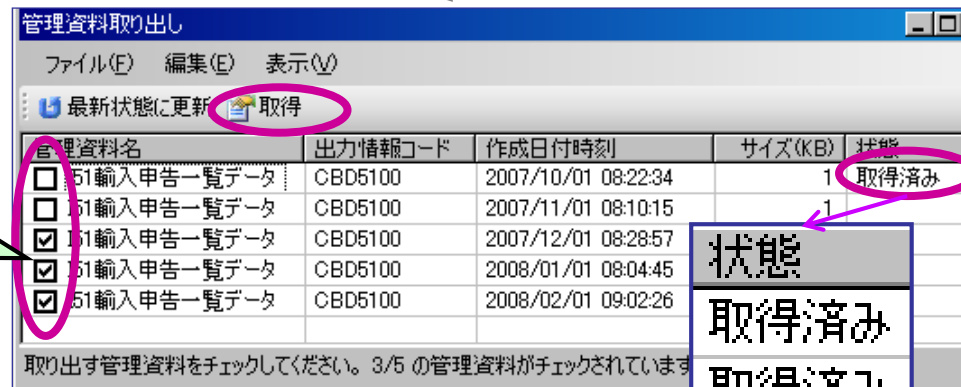 管理資料取り出し
ファイル(F) 編集(E) 表示(V)
最新状態に更新 取得
管理資料名 出力情報コード 作成日付時刻 サイズ(KB) 状態
I51輸入申告一覧データ CBD5100 2007/10/01 08:22:34 1 取得済み
I51輸入申告一覧データ CBD5100 2007/11/01 08:10:15 1
I51輸入申告一覧データ CBD5100 2007/12/01 08:28:57
I51輸入申告一覧データ CBD5100 2008/01/01 08:04:45
I51輸入申告一覧データ CBD5100 2008/02/01 09:02:26
状態
取得済み
取得済み
取り出す管理資料をチェックしてください。 3/5 の管理資料がチェックされています